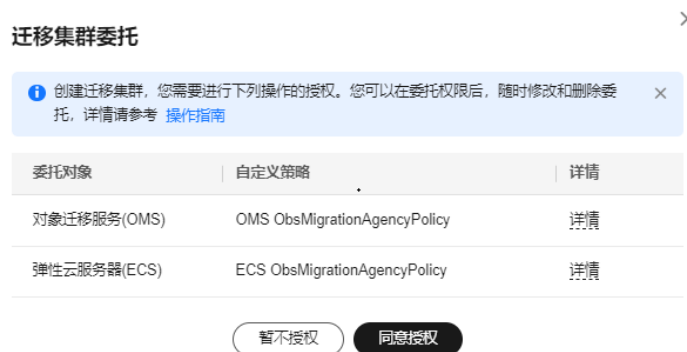 迁移集群委托
创建迁移集群，您需要进行下列操作的授权。您可以在委托权限后，随时修改和删除委
托，详情请参考 操作指南
委托对象 自定义策略 详情
对象迁移服务(OMS) OMS ObsMigrationAgencyPolicy 详情
弹性云服务器(ECS) ECS ObsMigrationAgencyPolicy 详情
暂不授权 同意授权